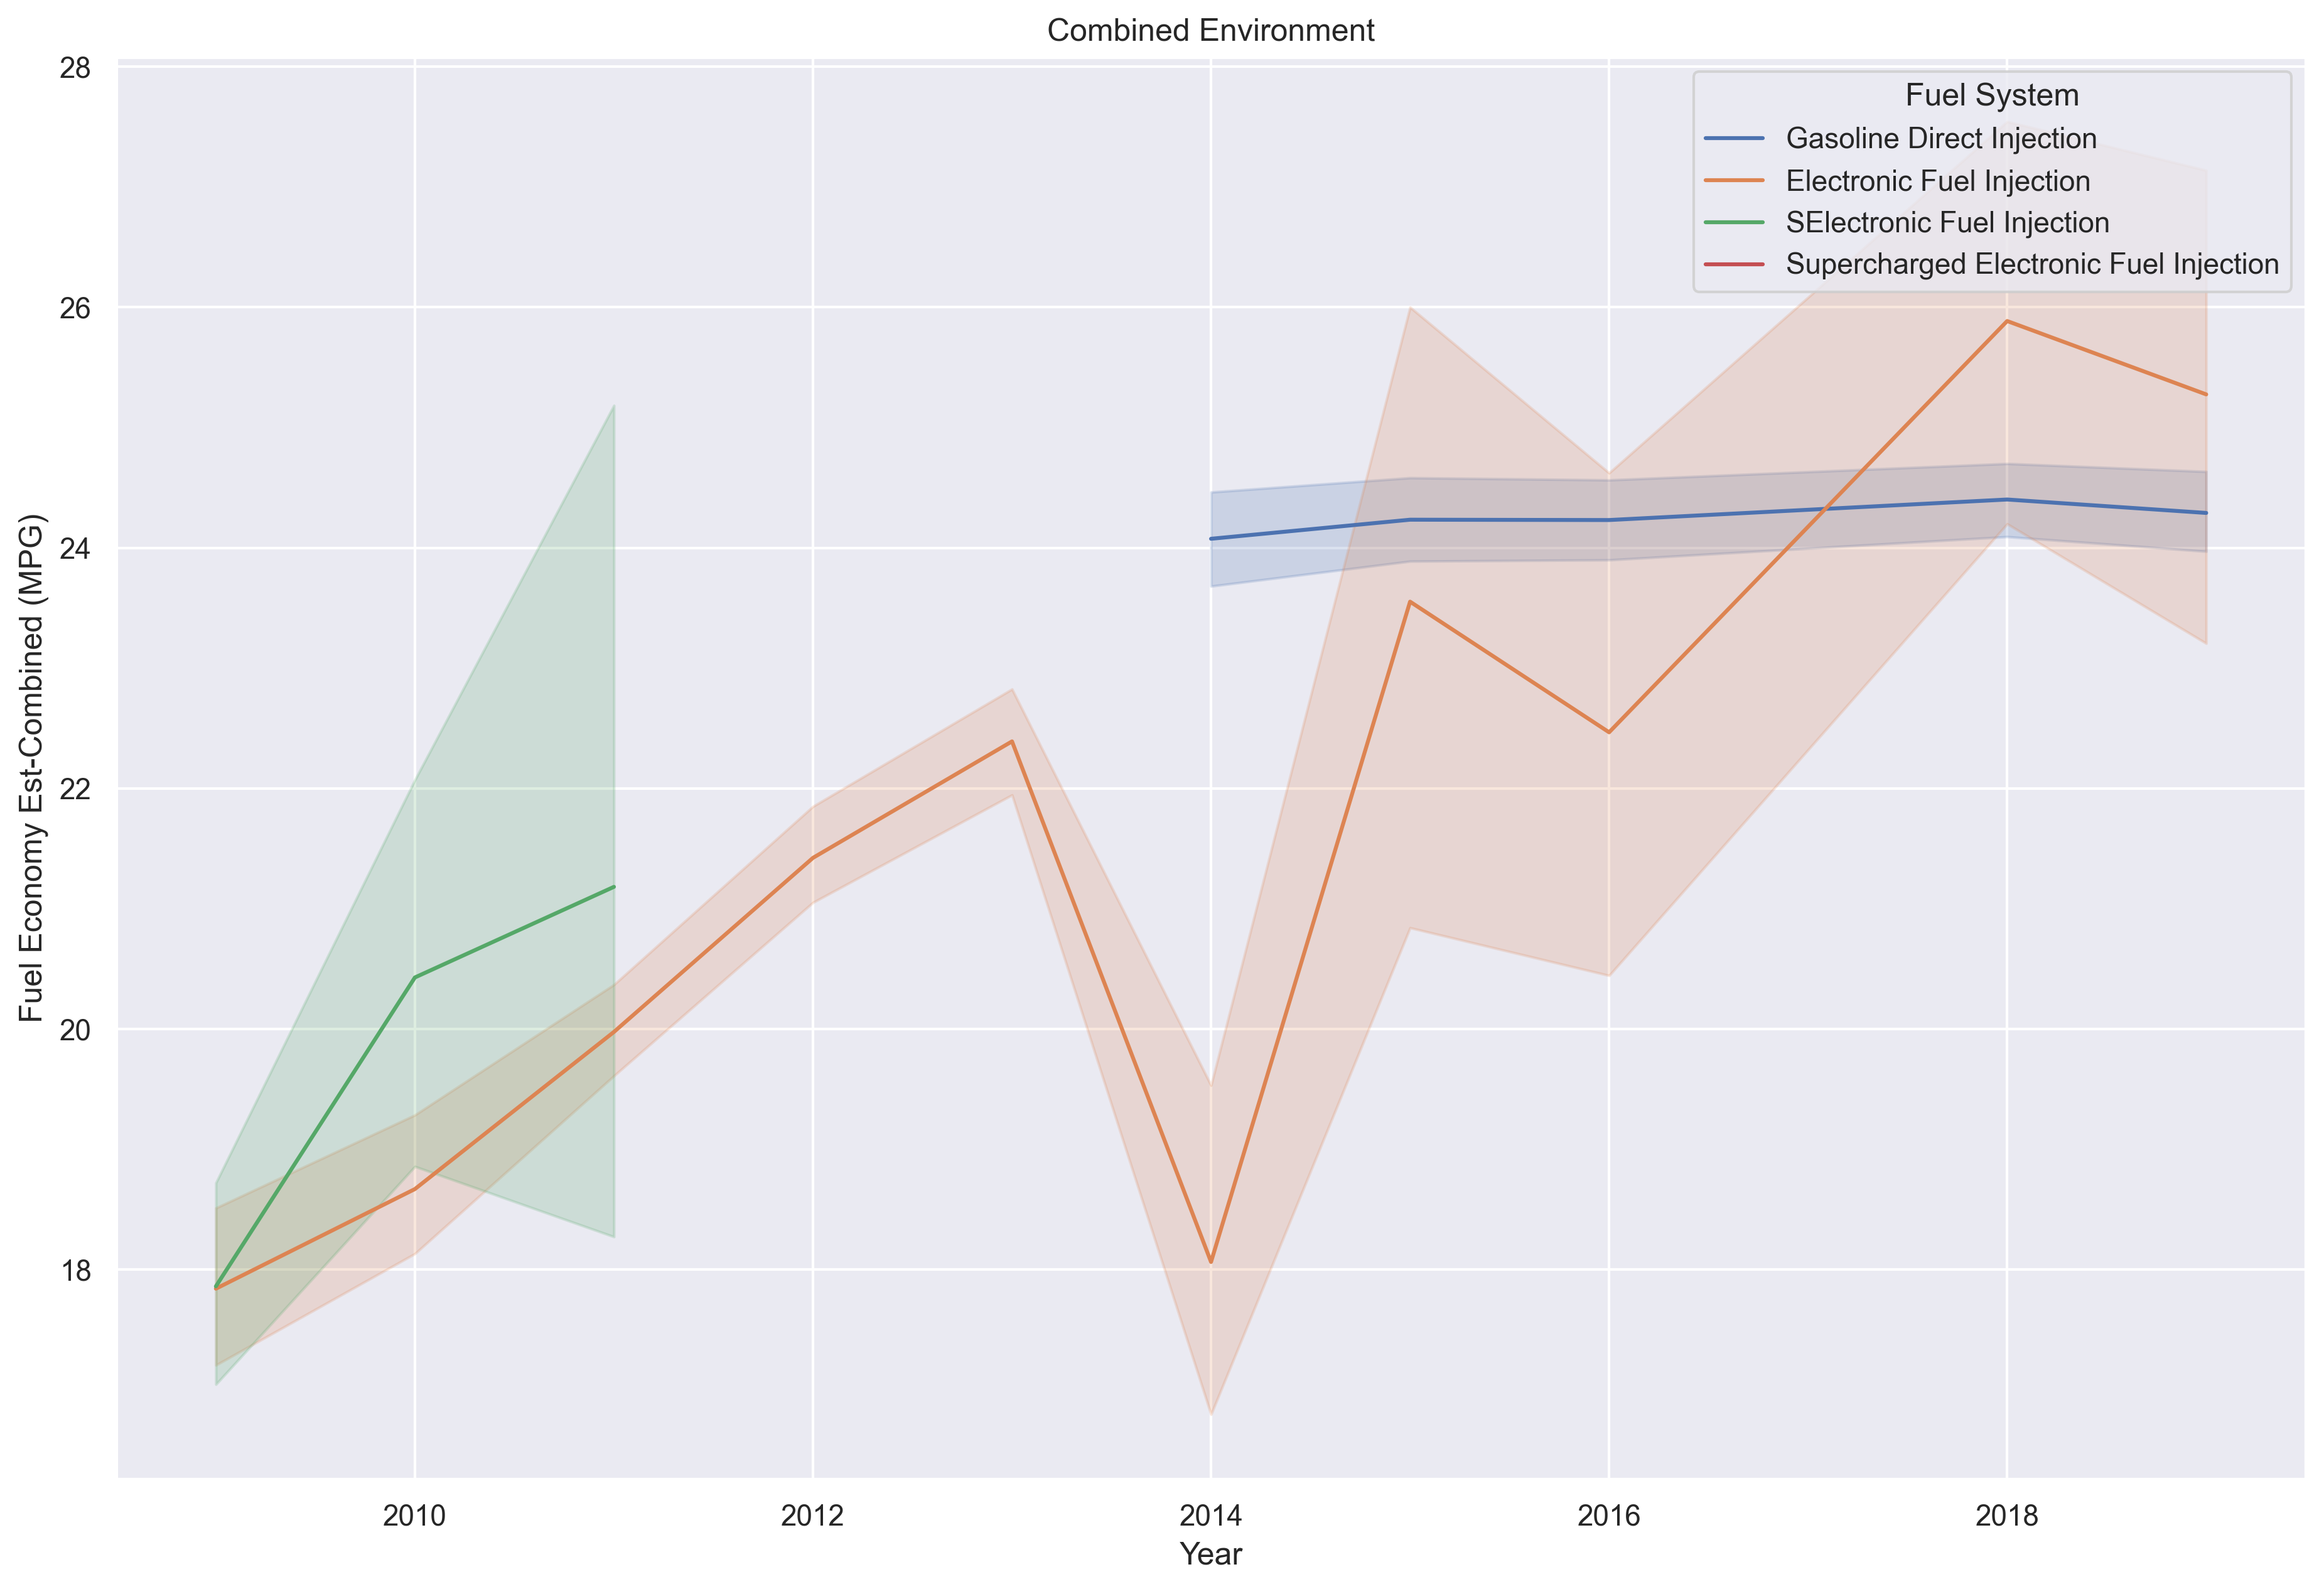 Combined Environment
28
26
24
22
20
18
Fuel Economy Est-Combined (MPG)
Fuel System
Gasoline Direct Injection
Electronic Fuel Injection
SElectronic Fuel Injection
Supercharged Electronic Fuel Injection
2010
2012
2014
2016
2018
Year